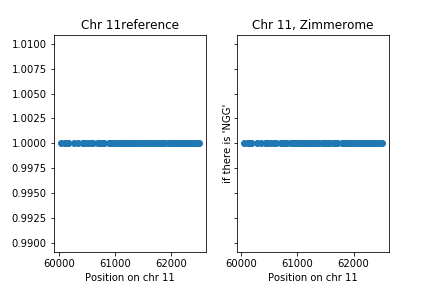 Chr 11reference
1.0100
1.0075
1.0050
1.0025
1.0000
0.9975
0.9950
0.9925
0.9900
60000 61000 62000
Position on chr 11
Chr 11, Zimmerome
if there is 'NGG'
60000 61000 62000
Position on chr 11